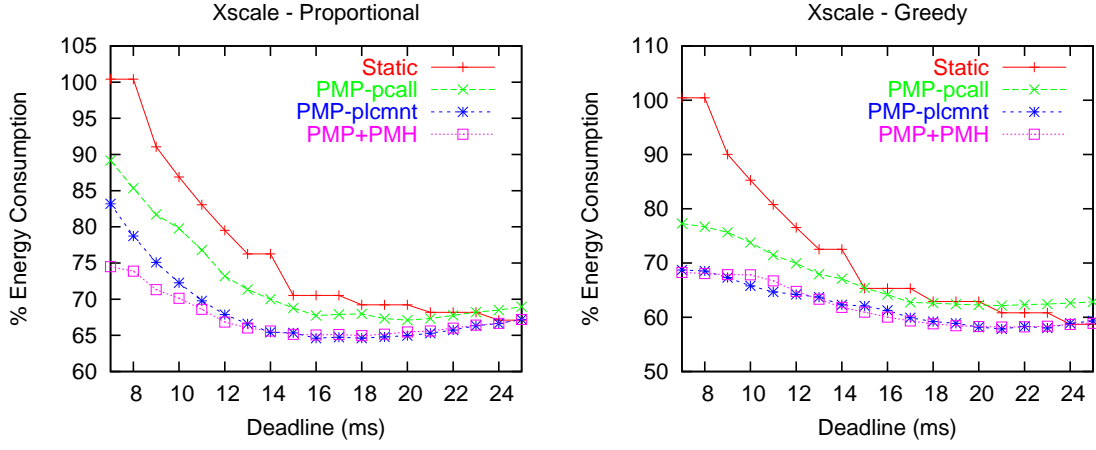 Xscale - Proportional
105
100
95
90
85
80
75
70
65
60
% Energy Consumption
Static
PMP-pcall
PMP-plcmnt
PMP+PMH
8 10 12 14 16 18 20 22 24
Deadline (ms)
Xscale - Greedy
110
100
90
80
70
60
50
% Energy Consumption
Static
PMP-pcall
PMP-plcmnt
PMP+PMH
8 10 12 14 16 18 20 22 24
Deadline (ms)